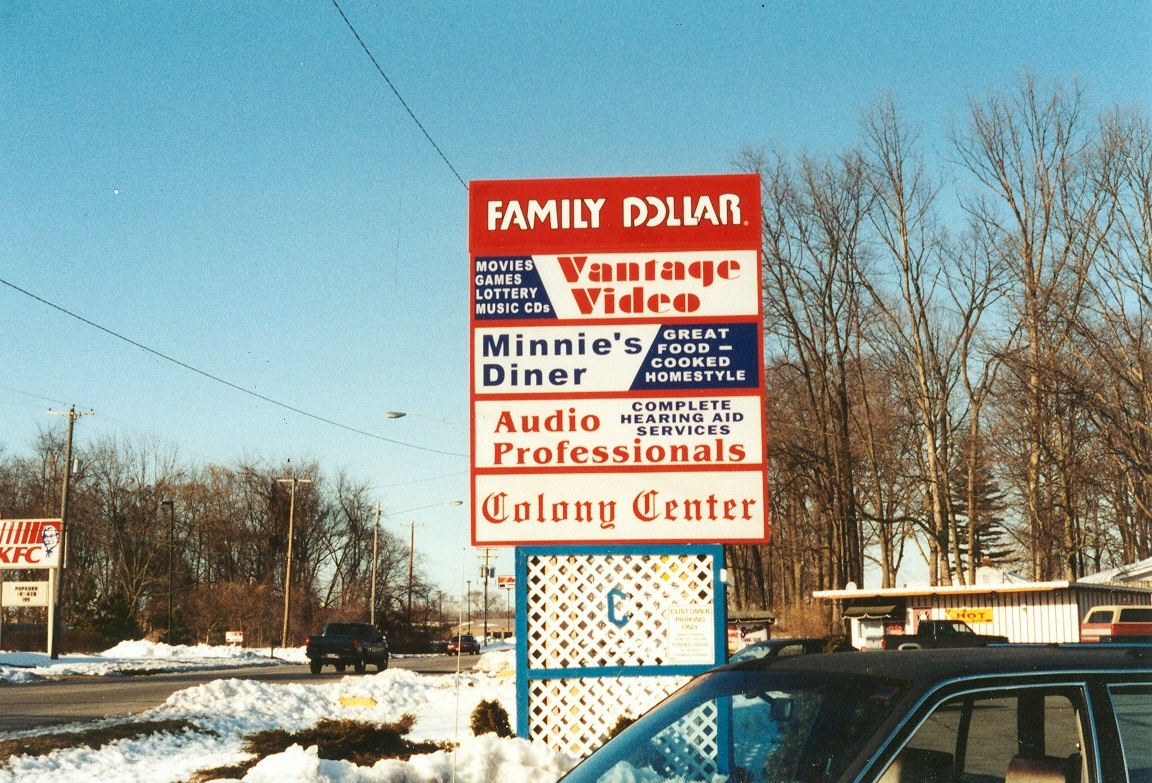 FAMILY DOLLAR
MOVIES
GAMES
LOTTERY
MUSIC CDs
Vantage
Video
Minnie's
Diner
GREAT
FOOD —
COOKED
HOMESTYLE
Audio
Professionals
COMPLETE
HEARING AID
SERVICES
Colony Center
C
CUSTOMER
PARKING
ONLY
KFC
POPKORN
HOT